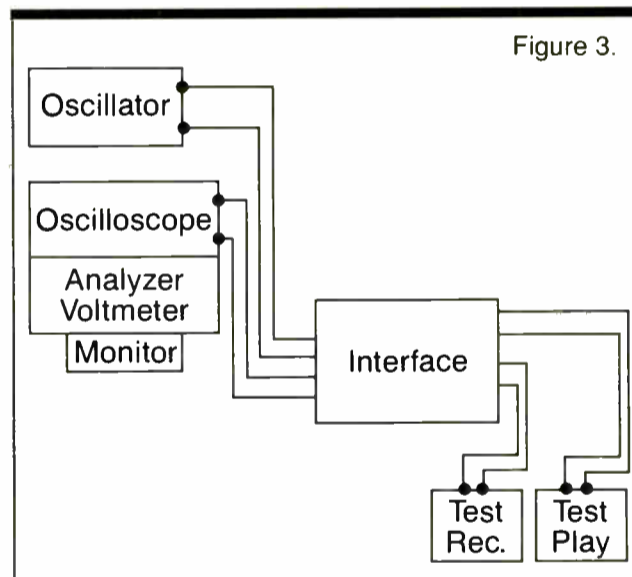 Figure 3.
Oscillator
Oscilloscope
Analyzer
Voltmeter
Monitor
Interface
Test
Rec.
Test
Play